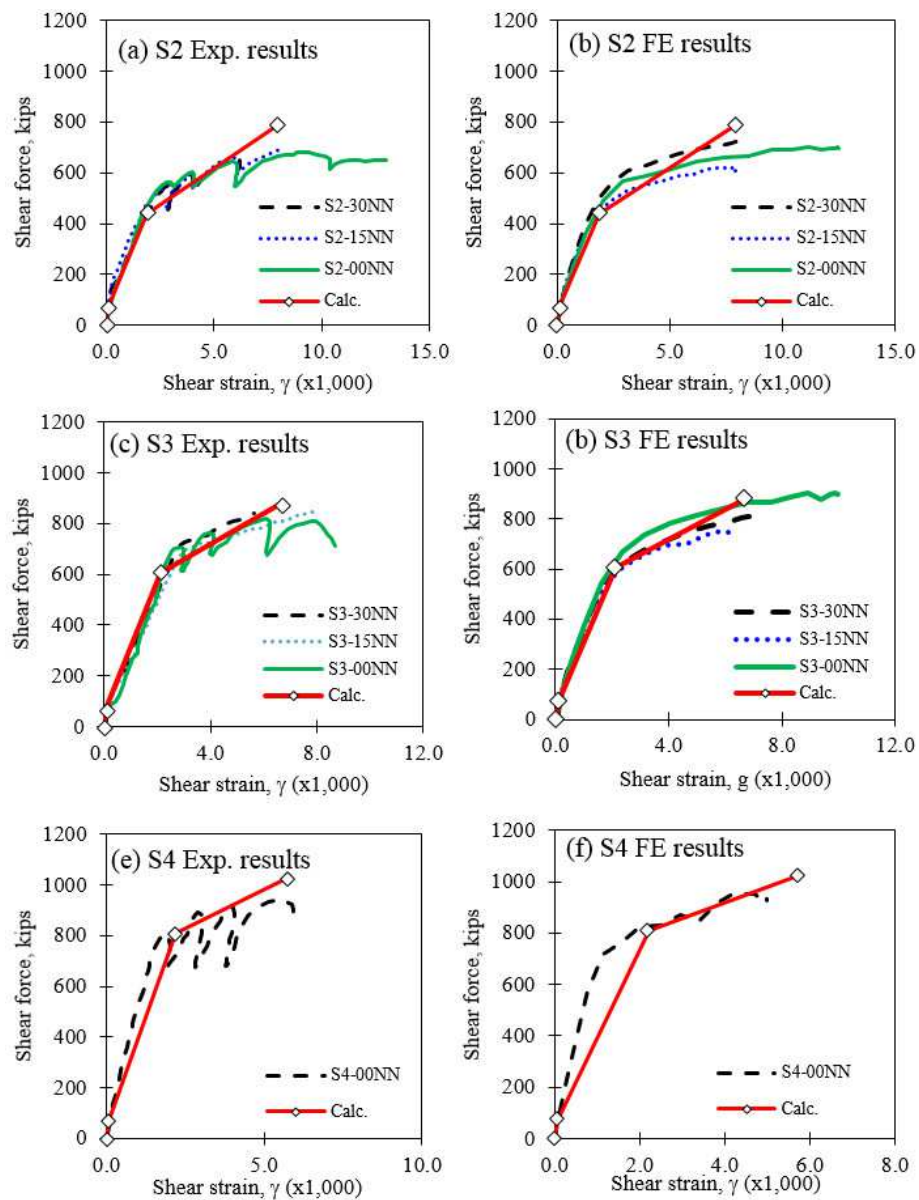 (a) S2 Exp. results
Shear force, kips
1200
1000
800
600
400
200
0
S2-30NN
S2-15NN
S2-00NN
Calc.
0.0 5.0 10.0 15.0
Shear strain, γ (x1,000)
(b) S2 FE results
Shear force, kips
1200
1000
800
600
400
200
0
S2-30NN
S2-15NN
S2-00NN
Calc.
0.0 5.0 10.0 15.0
Shear strain, γ (x1,000)
(c) S3 Exp. results
Shear force, kips
1200
1000
800
600
400
200
0
S3-30NN
S3-15NN
S3-00NN
Calc.
0.0 4.0 8.0 12.0
Shear strain, γ (x1,000)
(b) S3 FE results
Shear force, kips
1200
1000
800
600
400
200
0
S3-30NN
S3-15NN
S3-00NN
Calc.
0.0 4.0 8.0 12.0
Shear strain, g (x1,000)
(e) S4 Exp. results
Shear force, kips
1200
1000
800
600
400
200
0
S4-00NN
Calc.
0.0 5.0 10.0
Shear strain, γ (x1,000)
(f) S4 FE results
Shear force, kips
1200
1000
800
600
400
200
0
S4-00NN
Calc.
0.0 2.0 4.0 6.0 8.0
Shear strain, γ (x1,000)